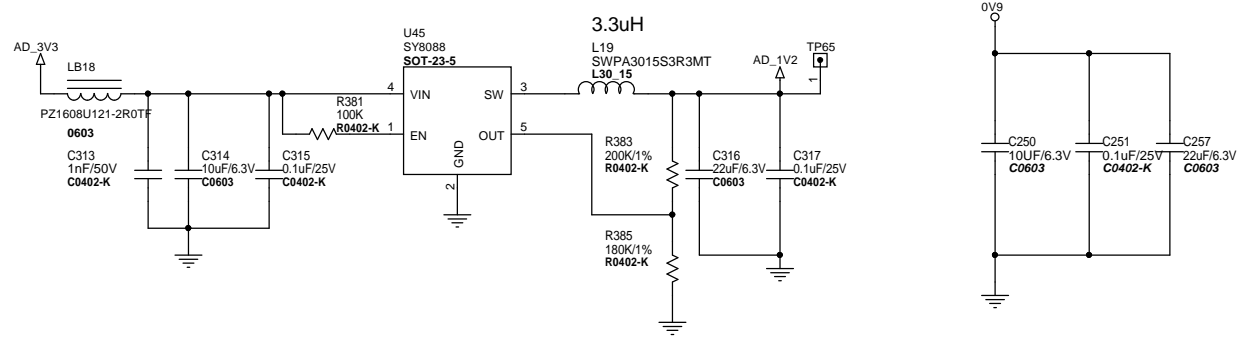 AD_3V3
LB18
PZ1608U121-2R0TF
0603
C313
1nF/50V
C0402-K
C314
10uF/6.3V
C0603
C315
0.1uF/25V
C0402-K
R381
100K
R0402-K
U45
SY8088
SOT-23-5
4
VIN
1
EN
GND
2
SW
3
OUT
5
3.3uH
L19
SWPA3015S3R3MT
L30_15
AD_1V2
TP65
1
R383
200K/1%
R0402-K
R385
180K/1%
R0402-K
C316
22uF/6.3V
C0603
C317
0.1uF/25V
C0402-K
0V9
C250
10UF/6.3V
C0603
C251
0.1uF/25V
C0402-K
C257
22uF/6.3V
C0603